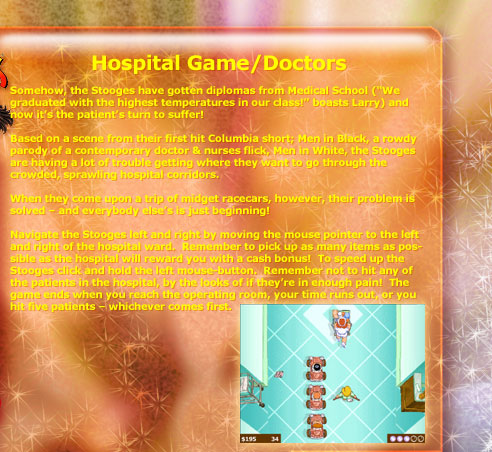 Hospital Game/Doctors
Somehow, the Stooges have gotten diplomas from Medical School ("We
graduated with the highest temperatures in our class!" boasts Larry) and
now it's the patient's turn to suffer!
Based on a scene from their first hit Columbia short; Men in Black, a rowdy
parody of a contemporary doctor & nurses flick, Men in White, the Stooges
are having a lot of trouble getting where they want to go through the
crowded, sprawling hospital corridors.
When they come upon a trip of midget racecars, however, their problem is
solved – and everybody else's is just beginning!
Navigate the Stooges left and right by moving the mouse pointer to the left
and right of the hospital ward. Remember to pick up as many items as pos-
sible as the hospital will reward you with a cash bonus! To speed up the
Stooges click and hold the left mouse-button. Remember not to hit any of
the patients in the hospital, by the looks of if they're in enough pain! The
game ends when you reach the operating room, your time runs out, or you
hit five patients – whichever comes first.
$195 34